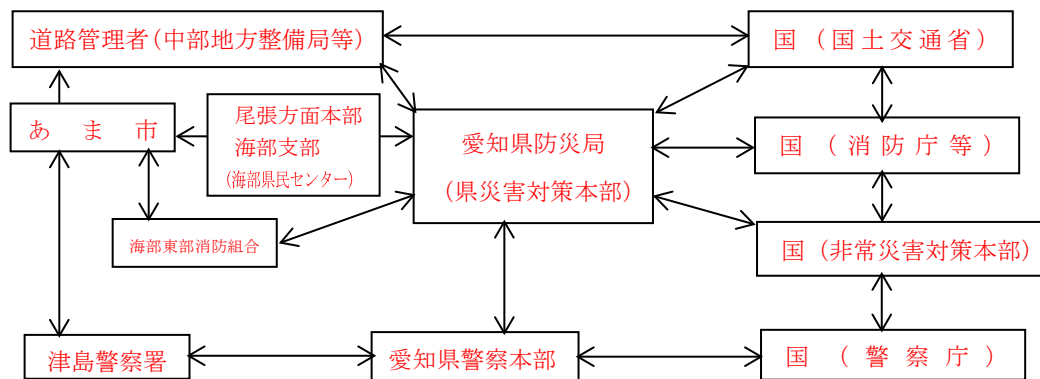 道路管理者(中部地方整備局等)
国(国土交通省)
あま市
尾張方面本部
海部支部
(海部県民センター)
愛知県防災局
(県災害対策本部)
国(消防庁等)
海部東部消防組合
国(非常災害対策本部)
津島警察署
愛知県警察本部
国(警察庁)